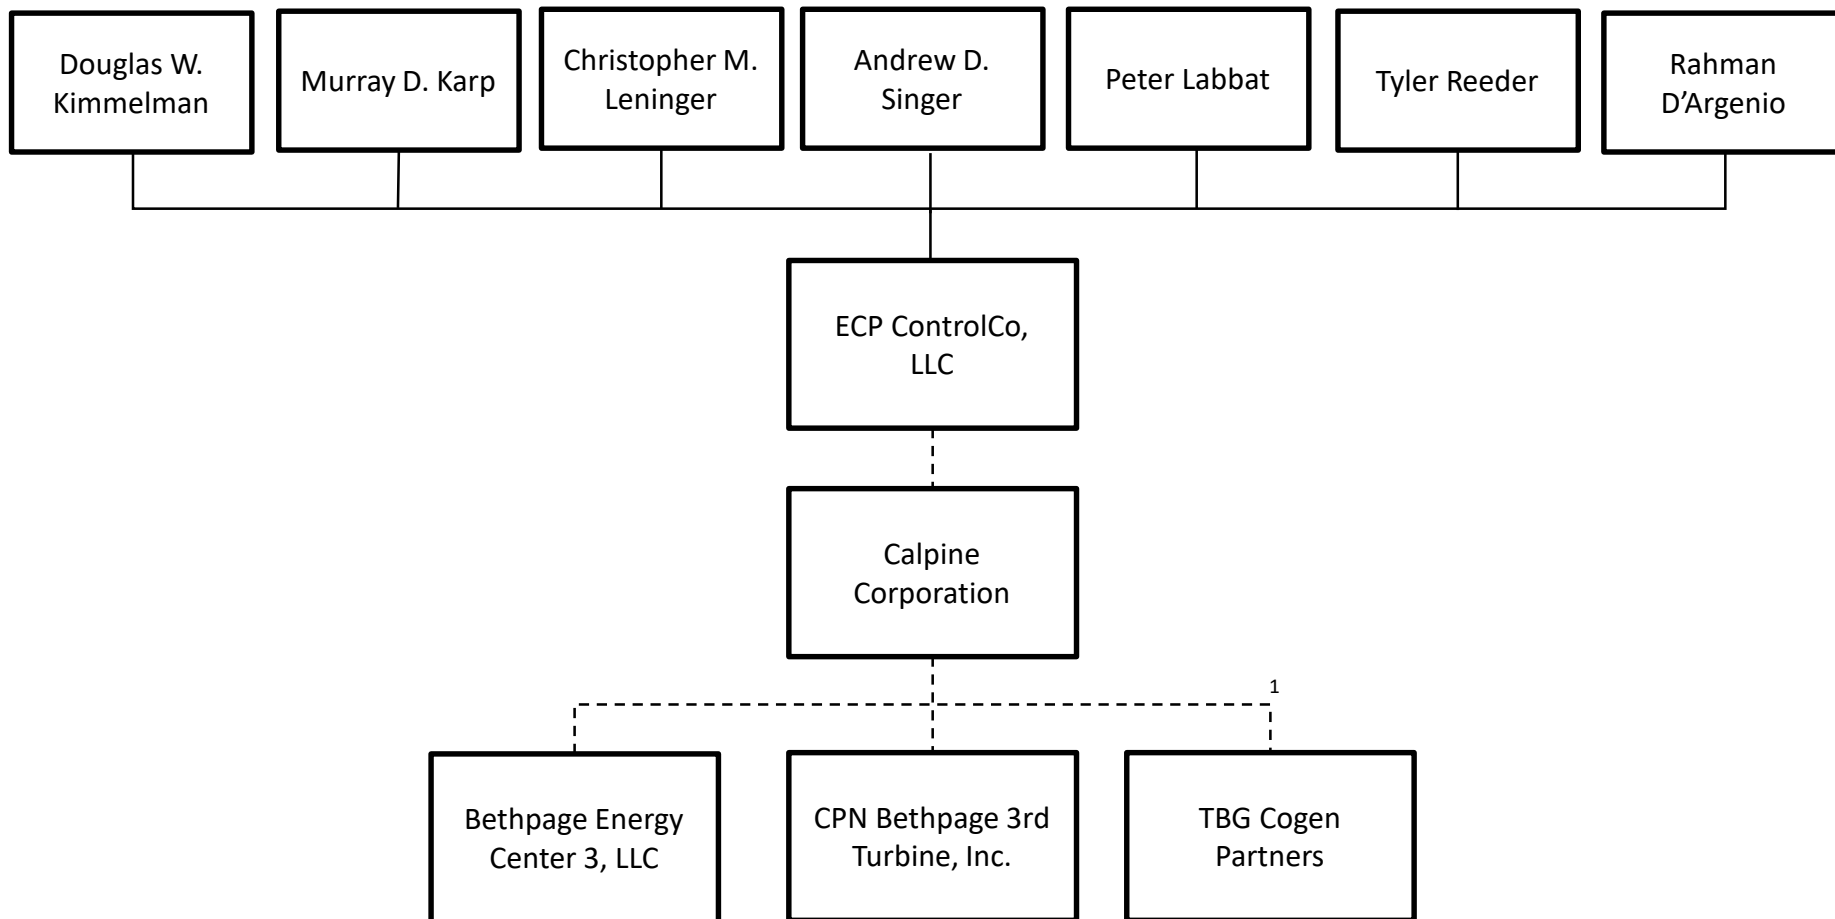 Douglas W.
Kimmelman
Murray D. Karp
Christopher M.
Leninger
Andrew D.
Singer
Peter Labbat
Tyler Reeder
Rahman
D’Argenio
ECP ControlCo,
LLC
Calpine
Corporation
1
Bethpage Energy
Center 3, LLC
CPN Bethpage 3rd
Turbine, Inc.
TBG Cogen
Partners